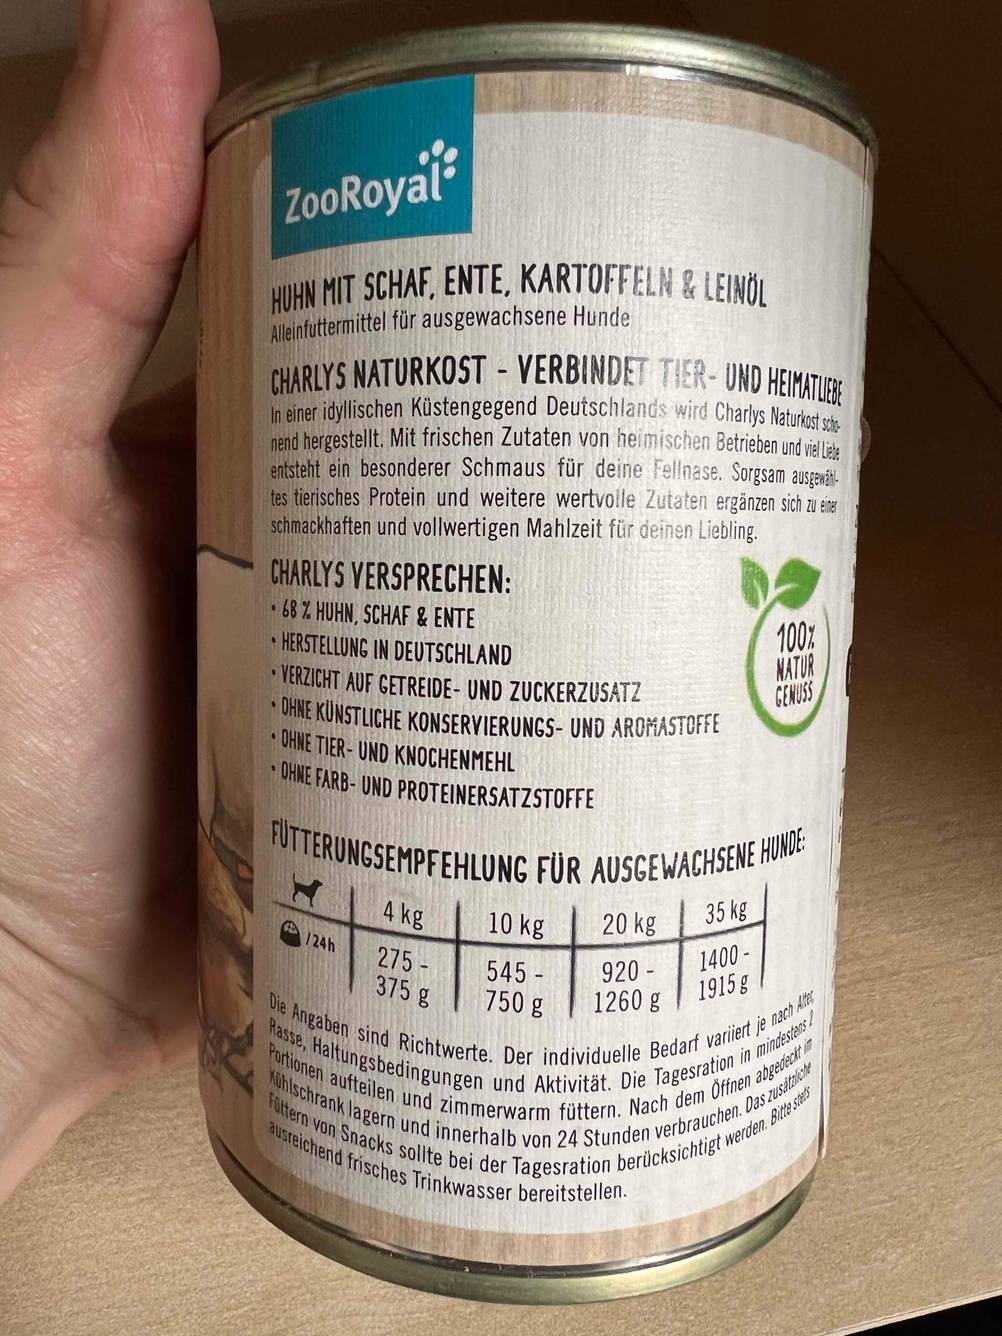 ZooRoyal
HUHN MIT SCHAF, ENTE, KARTOFFELN & LEINÖL
Alleinfuttermittel für ausgewachsene Hunde
CHARLYS NATURKOST - VERBINDET TIER- UND HEIMATLIEBE
In einer idyllischen Küstengegend Deutschlands wird Charlys Naturkost scho-
nend hergestellt. Mit frischen Zutaten von heimischen Betrieben und viel Liebe
entsteht ein besonderer Schmaus für deine Fellnase. Sorgsam ausgewähl-
tes tierisches Protein und weitere wertvolle Zutaten ergänzen sich zu einer
schmackhaften und vollwertigen Mahlzeit für deinen Liebling.
CHARLYS VERSPRECHEN:
• 68 % HUHN, SCHAF & ENTE
• HERSTELLUNG IN DEUTSCHLAND
• VERZICHT AUF GETREIDE- UND ZUCKERZUSATZ
• OHNE KÜNSTLICHE KONSERVIERUNGS- UND AROMASTOFFE
• OHNE TIER- UND KNOCHENMEHL
• OHNE FARB- UND PROTEINERSATZSTOFFE
100%
NATUR
GENUSS
FÜTTERUNGSEMPFEHLUNG FÜR AUSGEWACHSENE HUNDE:
4 kg 10 kg 20 kg 35 kg
/24h 275 - 545 - 920 - 1400 -
375 g 750 g 1260 g 1915 g
Die Angaben sind Richtwerte. Der individuelle Bedarf variiert je nach Alter,
Rasse, Haltungsbedingungen und Aktivität. Die Tagesration in mindestens 2
Portionen aufteilen und zimmerwarm füttern. Nach dem Öffnen abgedeckt im
Kühlschrank lagern und innerhalb von 24 Stunden verbrauchen. Das zusätzliche
Füttern von Snacks sollte bei der Tagesration berücksichtigt werden. Bitte stets
ausreichend frisches Trinkwasser bereitstellen.